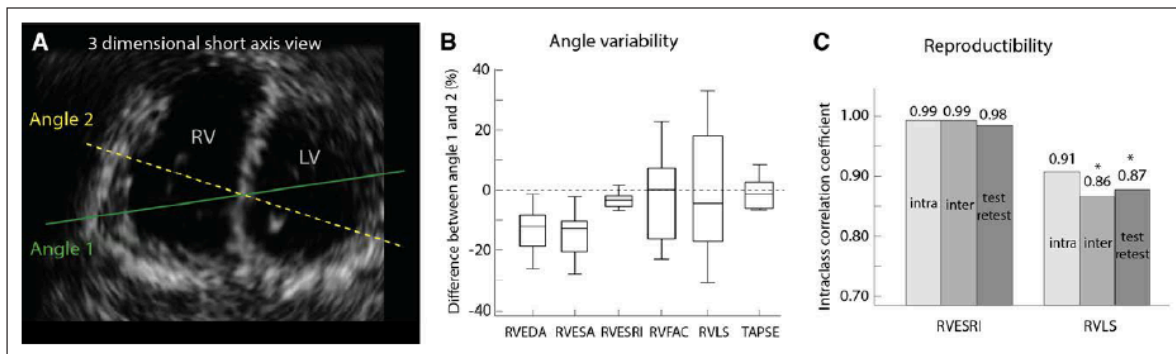 A
3 dimensional short axis view
Angle 2
RV
LV
Angle 1
B
Angle variability
Difference between angle 1 and 2 (%)
40
20
0
-20
-40
RVEDA RVESA RVESRI RVFAC RVLS TAPSE
C
Reproductibility
Intraclass correlation coefficient
1.00
0.90
0.80
0.70
0.99 0.99 0.98
intra inter test retest
0.91 * 0.86 * 0.87
intra inter test retest
RVESRI RVLS